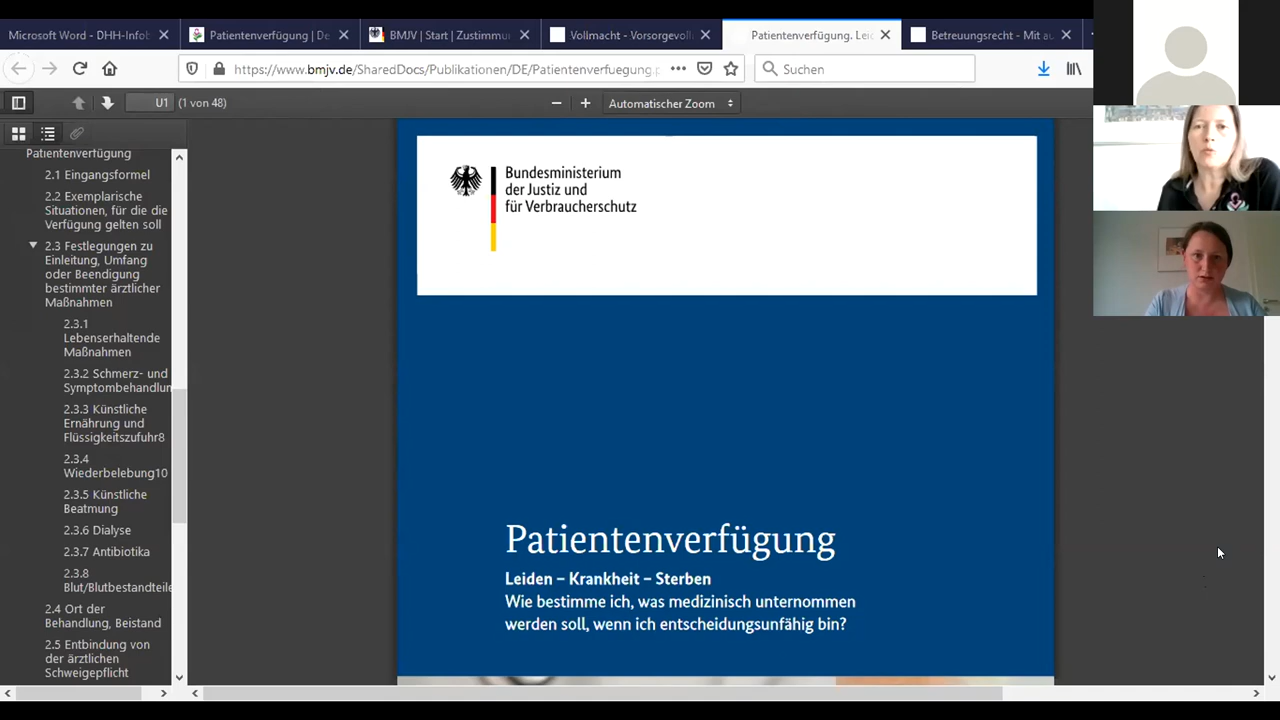 Microsoft Word - DHH-Infob
Patientenverfügung | De
BMJV | Start | Zustimmu
Vollmacht - Vorsorgevoll
Patientenverfügung. Leid
Betreuungsrecht - Mit au
https://www.bmjv.de/SharedDocs/Publikationen/DE/Patientenverfuegung.p
Suchen
U1 (1 von 48)
Automatischer Zoom
Patientenverfügung
2.1 Eingangsformel
2.2 Exemplarische
Situationen, für die die
Verfügung gelten soll
2.3 Festlegungen zu
Einleitung, Umfang
oder Beendigung
bestimmter ärztlicher
Maßnahmen
2.3.1
Lebenserhaltende
Maßnahmen
2.3.2 Schmerz- und
Symptombehandlun
2.3.3 Künstliche
Ernährung und
Flüssigkeitszufuhr8
2.3.4
Wiederbelebung10
2.3.5 Künstliche
Beatmung
2.3.6 Dialyse
2.3.7 Antibiotika
2.3.8
Blut/Blutbestandteile
2.4 Ort der
Behandlung, Beistand
2.5 Entbindung von
der ärztlichen
Schweigepflicht
Bundesministerium
der Justiz und
für Verbraucherschutz
Patientenverfügung
Leiden – Krankheit – Sterben
Wie bestimme ich, was medizinisch unternommen
werden soll, wenn ich entscheidungsunfähig bin?